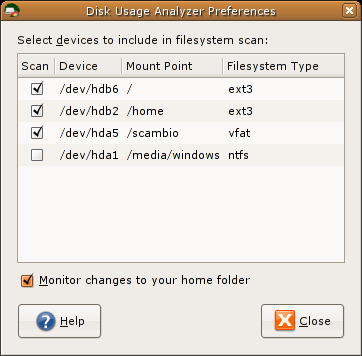 Disk Usage Analyzer Preferences
Select devices to include in filesystem scan:
Scan Device Mount Point Filesystem Type
/dev/hdb6 / ext3
/dev/hdb2 /home ext3
/dev/hda5 /scambio vfat
/dev/hda1 /media/windows ntfs
Monitor changes to your home folder
Help Close